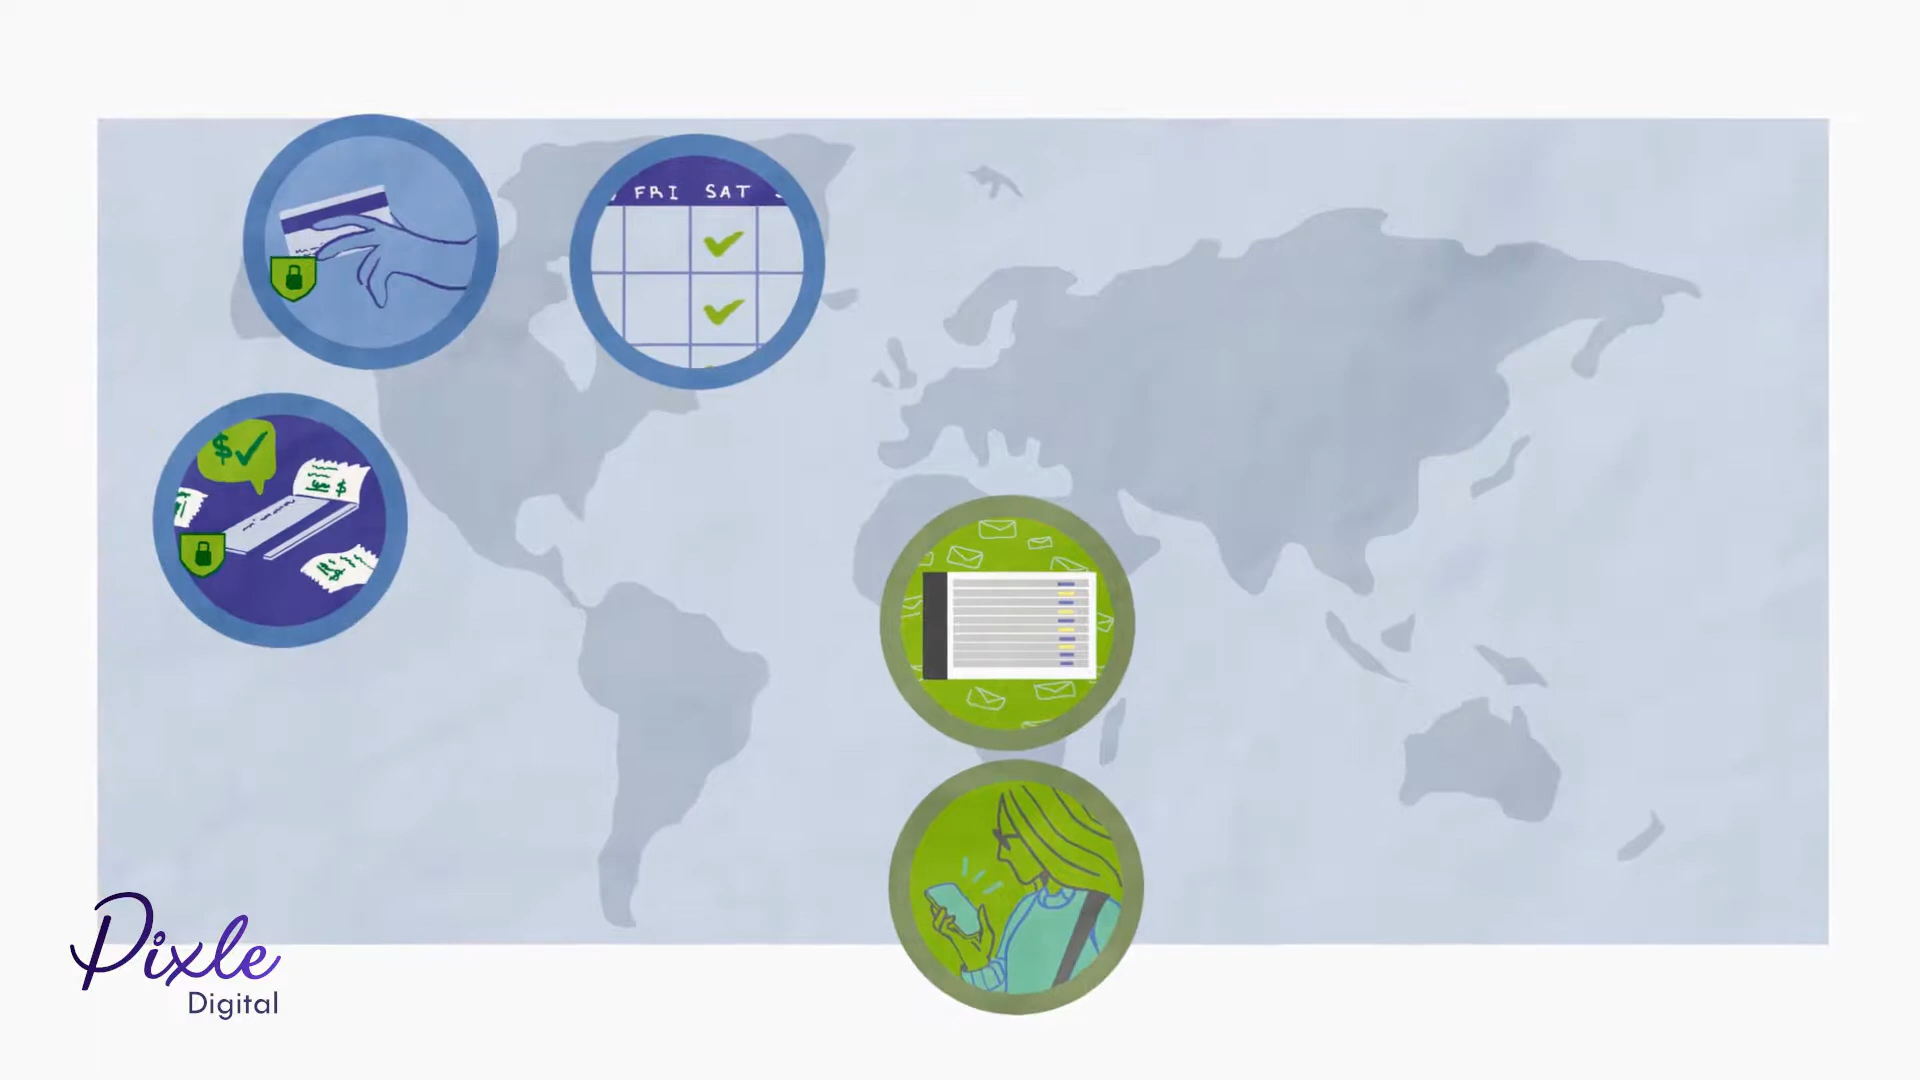 FRI SAT
$
$
$
Pixle
Digital